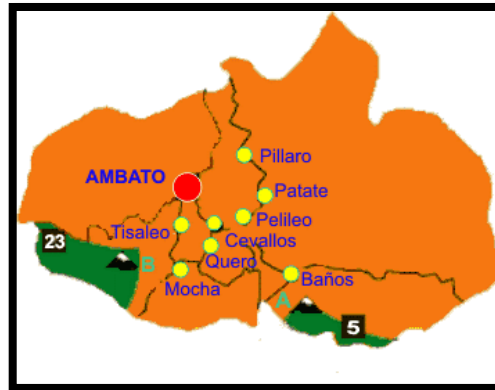 Pillaro
AMBATO
Patate
Pelileo
Tisaleo
Cevallos
23
Quero
B
Baños
Mocha
A
5